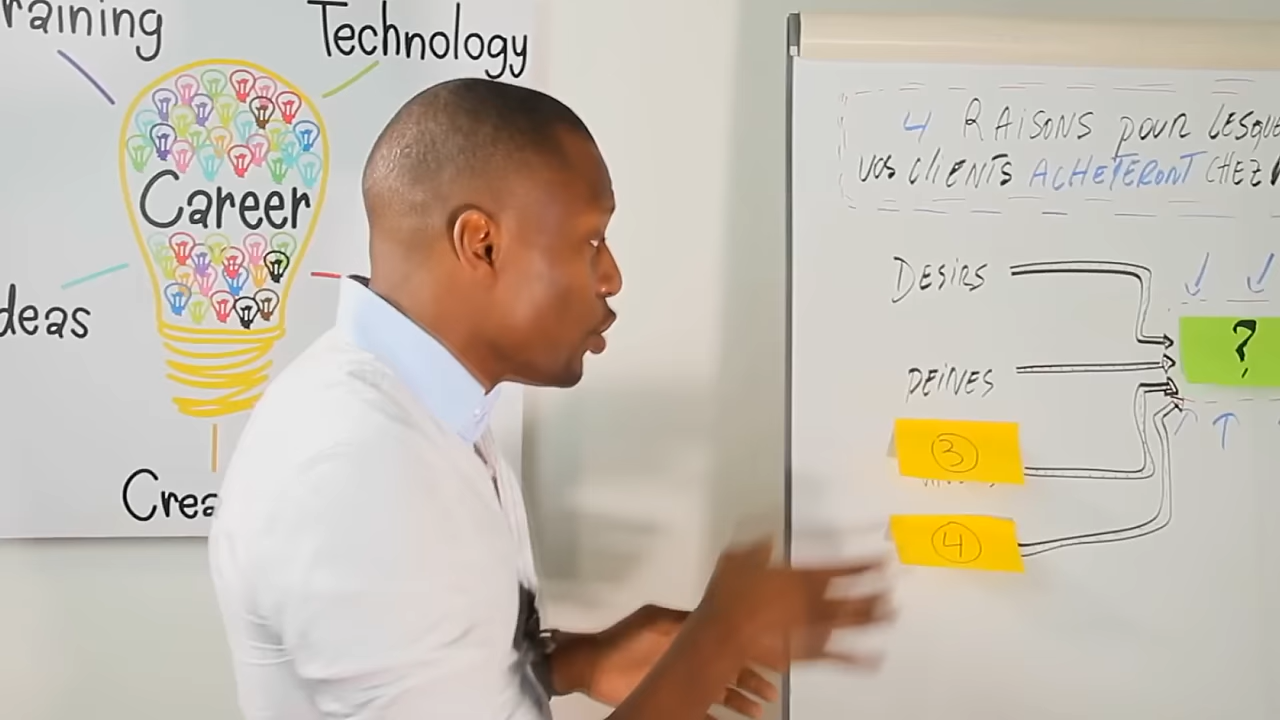 raining
Technology
Career
deas
Crea
4 RAISONS POUR LESQUE
VOS CLIENTS ACHETERONT CHEZ V
DESIRS
PEINES
?
3
4